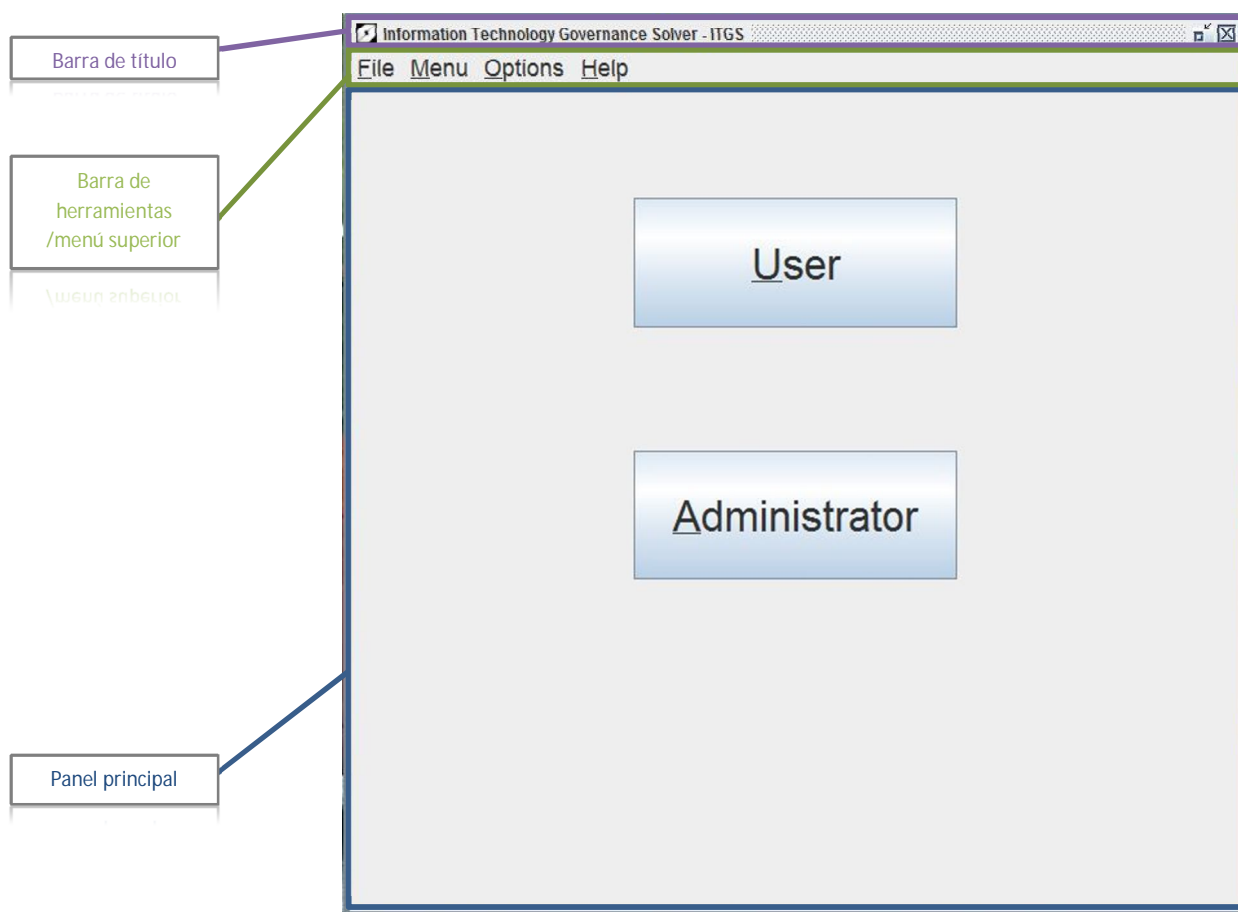 Information Technology Governance Solver - ITGS
Barra de título
File Menu Options Help
Barra de
herramientas
/menú superior
User
Administrator
Panel principal